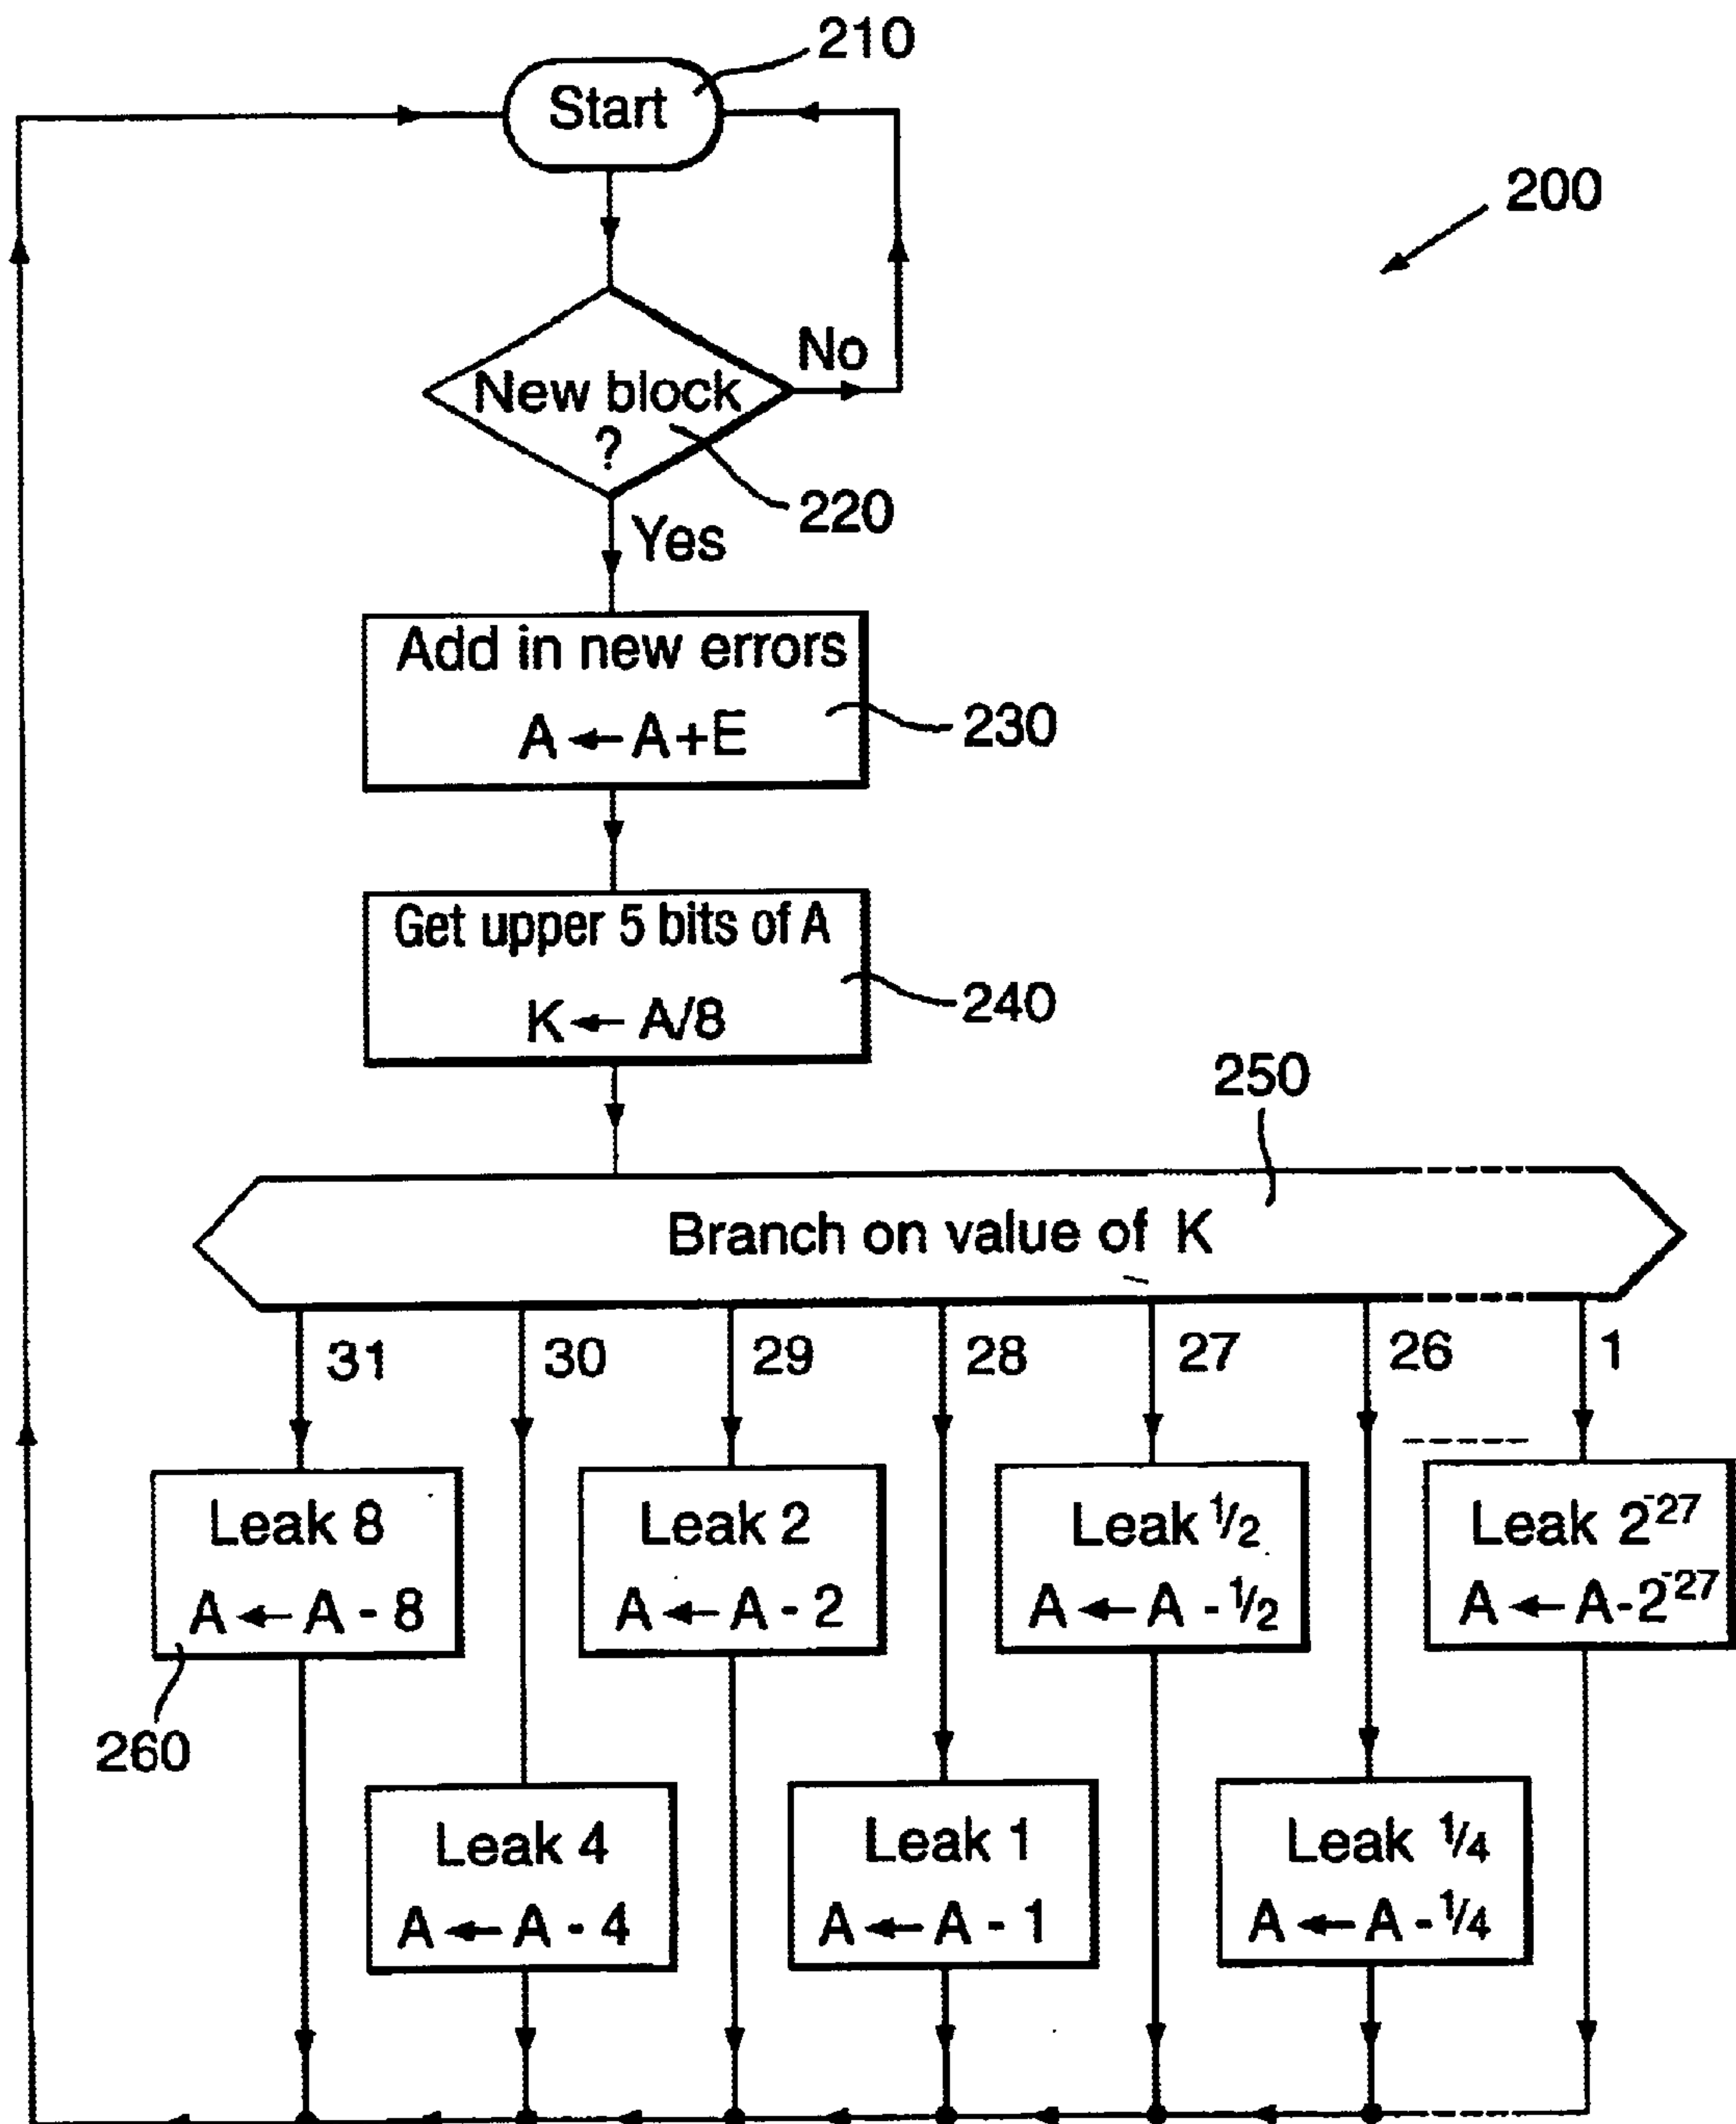 210
Start
200
No
New block
?
220
Yes
Add in new errors
A ← A+E
230
Get upper 5 bits of A
K ← A/8
240
250
Branch on value of K
31
30
29
28
27
26
1
Leak 8
A ← A - 8
Leak 2
A ← A - 2
Leak 1/2
A ← A - 1/2
Leak 2^-27
A ← A-2^-27
260
Leak 4
A ← A - 4
Leak 1
A ← A - 1
Leak 1/4
A ← A - 1/4